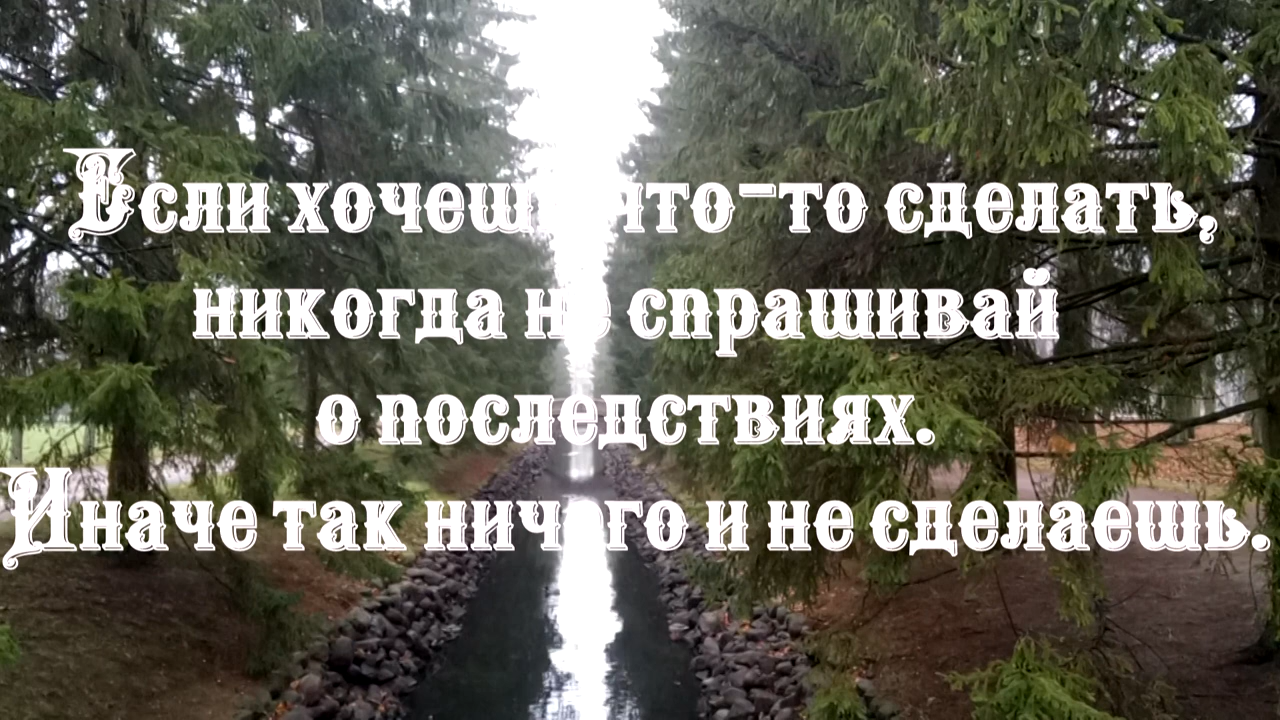 Если хочешь что-то сделать,
никогда не спрашивай
о последствиях.
Иначе так ничего и не сделаешь.